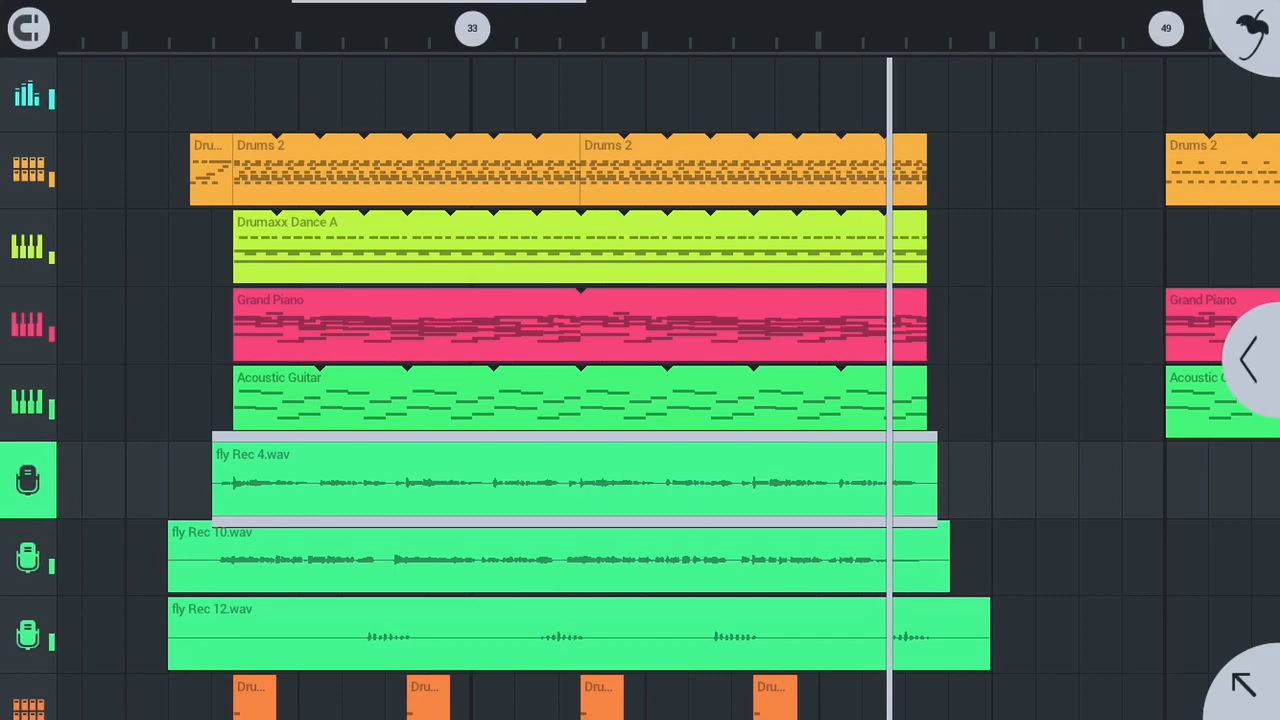 33
49
Dru...
Drums 2
Drums 2
Drums 2
Drumaxx Dance A
Grand Piano
Grand Piano
Acoustic Guitar
Acoustic G
fly Rec 4.wav
fly Rec 10.wav
fly Rec 12.wav
Dru...
Dru...
Dru...
Dru...